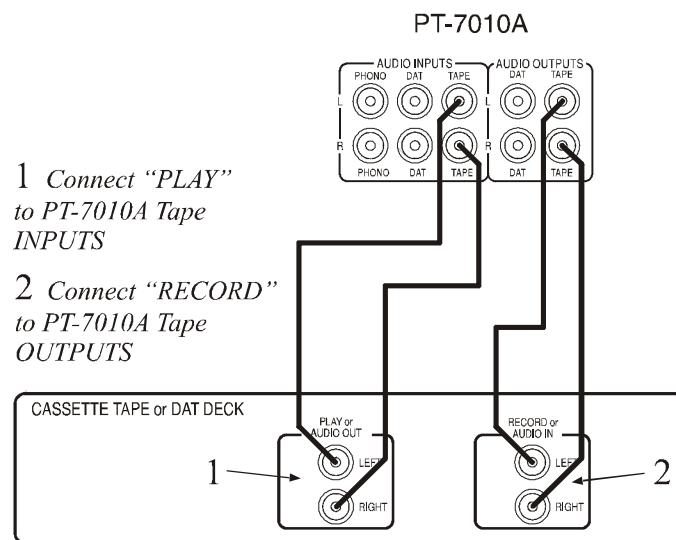 PT-7010A
AUDIO INPUTS AUDIO OUTPUTS
PHONO DAT TAPE DAT TAPE
L L
R R
PHONO DAT TAPE DAT TAPE
1 Connect “PLAY”
to PT-7010A Tape
INPUTS
2 Connect “RECORD”
to PT-7010A Tape
OUTPUTS
CASSETTE TAPE or DAT DECK
PLAY or
AUDIO OUT
LEFT
RIGHT
1
RECORD or
AUDIO IN
LEFT
RIGHT
2